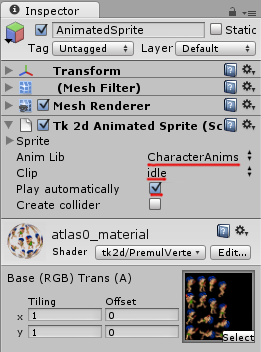 Inspector
AnimatedSprite Static
Tag Untagged Layer Default
Transform
(Mesh Filter)
Mesh Renderer
Tk 2d Animated Sprite (Sc
Sprite
Anim Lib CharacterAnims
Clip idle
Play automatically
Create collider
atlas0_material
Shader tk2d/PremulVerte Edit...
Base (RGB) Trans (A)
Tiling Offset
x 1 0
y 1 0
Select